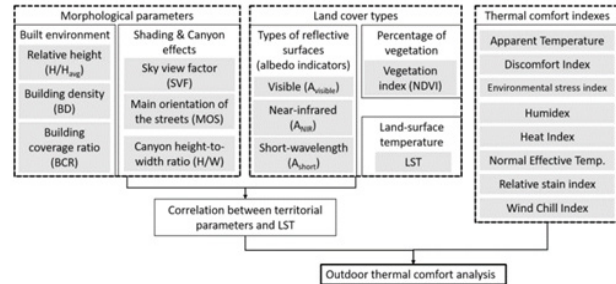 Morphological parameters
Built environment
Relative height
(H/Havg)
Building density
(BD)
Building
coverage ratio
(BCR)
Shading & Canyon
effects
Sky view factor
(SVF)
Main orientation of
the streets (MOS)
Canyon height-to-
width ratio (H/W)
Land cover types
Types of reflective
surfaces
(albedo indicators)
Visible (Avisible)
Near-infrared
(ANIR)
Short-wavelength
(Ashort)
Percentage of
vegetation
Vegetation
index (NDVI)
Land-surface
temperature
LST
Thermal comfort indexes
Apparent Temperature
Discomfort Index
Environmental stress index
Humidex
Heat Index
Normal Effective Temp.
Relative stain index
Wind Chill Index
Correlation between territorial
parameters and LST
Outdoor thermal comfort analysis